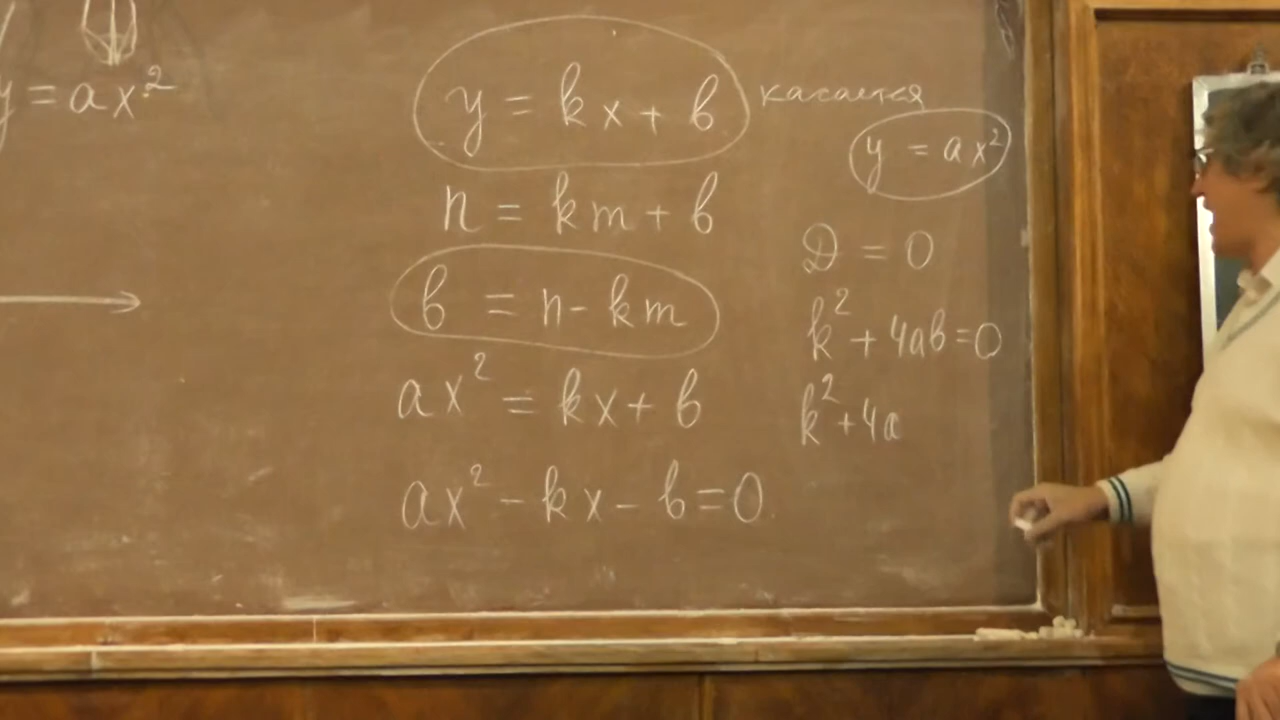 y = ax²
y = kx + b касается
y = ax²
n = km + b
b = n - km
ax² = kx + b
ax² - kx - b = 0
D = 0
k² + 4ab = 0
k² + 4a